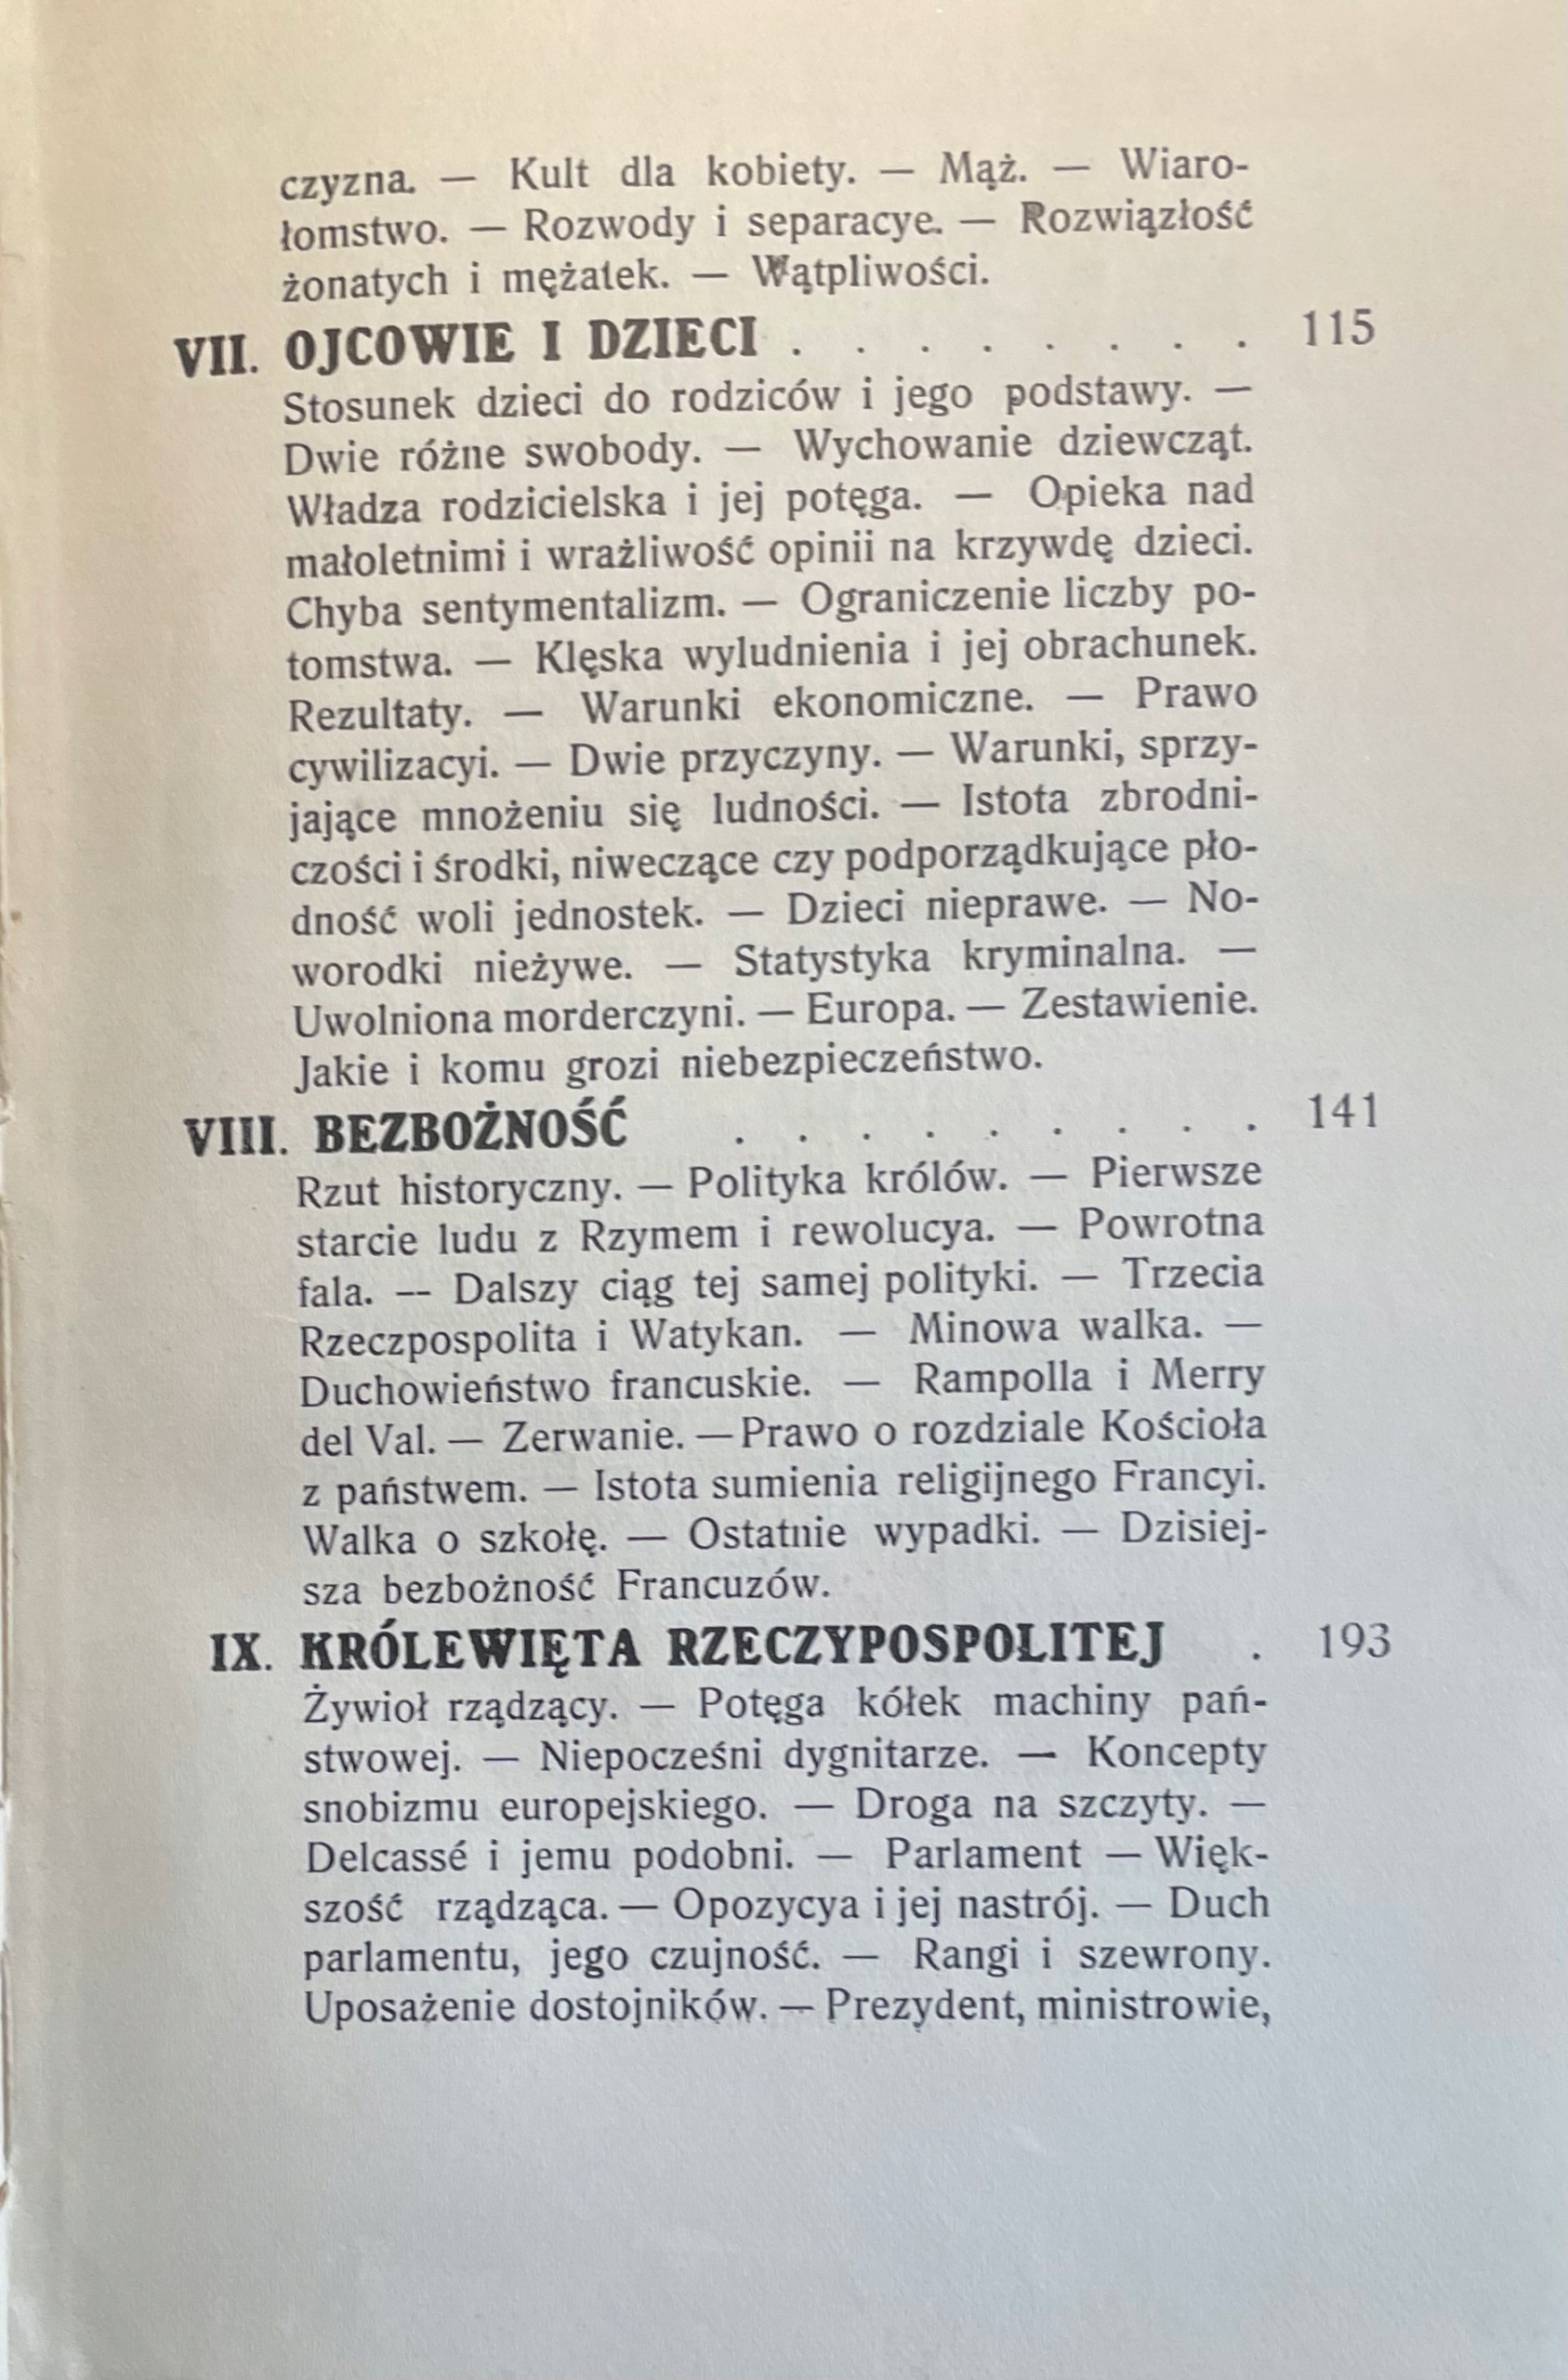 czyzna. — Kult dla kobiety. — Mąż. — Wiaro-
łomstwo. — Rozwody i separacye. — Rozwiązłość
żonatych i mężatek. — Wątpliwości.
VII. OJCOWIE I DZIECI . . . . . . . . 115
Stosunek dzieci do rodziców i jego podstawy. —
Dwie różne swobody. — Wychowanie dziewcząt.
Władza rodzicielska i jej potęga. — Opieka nad
małoletnimi i wrażliwość opinii na krzywdę dzieci.
Chyba sentymentalizm. — Ograniczenie liczby po-
tomstwa. — Klęska wyludnienia i jej obrachunek.
Rezultaty. — Warunki ekonomiczne. — Prawo
cywilizacyi. — Dwie przyczyny. — Warunki, sprzy-
jające mnożeniu się ludności. — Istota zbrodni-
czości i środki, niweczące czy podporządkujące pło-
dność woli jednostek. — Dzieci nieprawe. — No-
worodki nieżywe. — Statystyka kryminalna. —
Uwolniona morderczyni. — Europa. — Zestawienie.
Jakie i komu grozi niebezpieczeństwo.
VIII. BEZBOŻNOŚĆ . . . . . . . . . 141
Rzut historyczny. — Polityka królów. — Pierwsze
starcie ludu z Rzymem i rewolucya. — Powrotna
fala. -- Dalszy ciąg tej samej polityki. — Trzecia
Rzeczpospolita i Watykan. — Minowa walka. —
Duchowieństwo francuskie. — Rampolla i Merry
del Val. — Zerwanie. — Prawo o rozdziale Kościoła
z państwem. — Istota sumienia religijnego Francyi.
Walka o szkołę. — Ostatnie wypadki. — Dzisiej-
sza bezbożność Francuzów.
IX. KRÓLEWIĘTA RZECZYPOSPOLITEJ . 193
Żywioł rządzący. — Potęga kółek machiny pań-
stwowej. — Niepocześni dygnitarze. — Koncepty
snobizmu europejskiego. — Droga na szczyty. —
Delcassé i jemu podobni. — Parlament — Więk-
szość rządząca. — Opozycya i jej nastrój. — Duch
parlamentu, jego czujność. — Rangi i szewrony.
Uposażenie dostojników. — Prezydent, ministrowie,